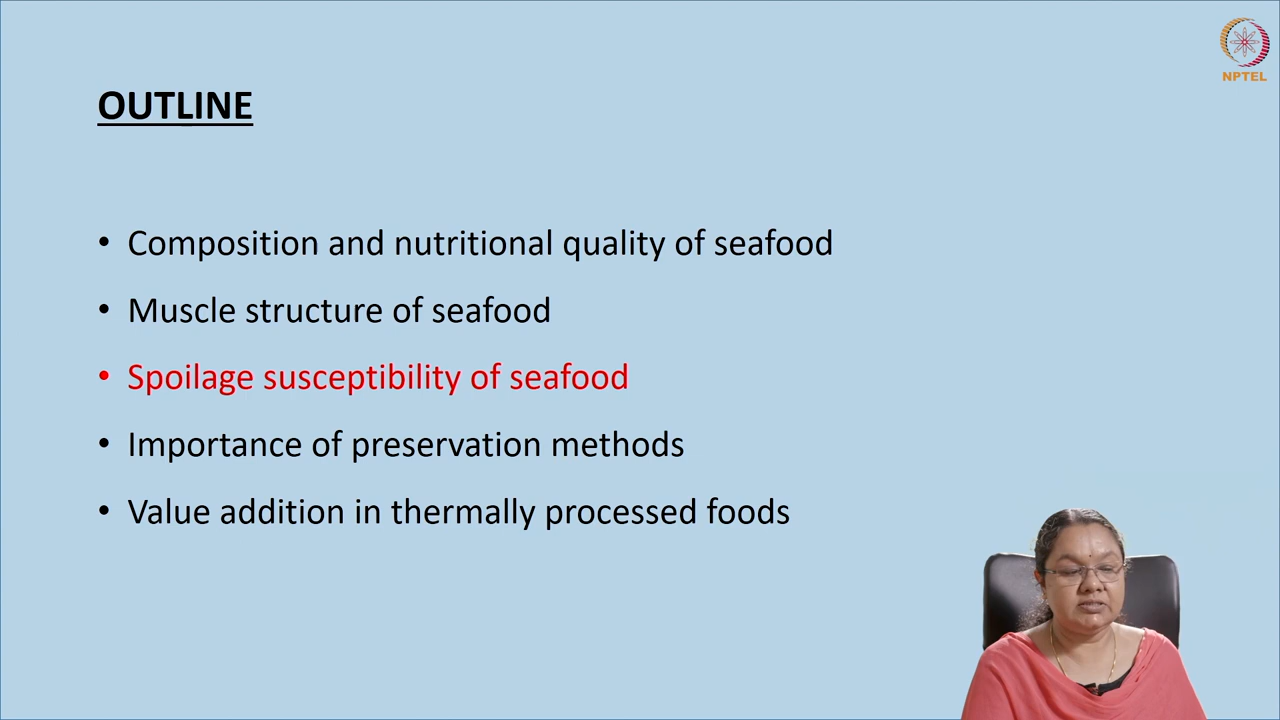 NPTEL
OUTLINE
• Composition and nutritional quality of seafood
• Muscle structure of seafood
• Spoilage susceptibility of seafood
• Importance of preservation methods
• Value addition in thermally processed foods